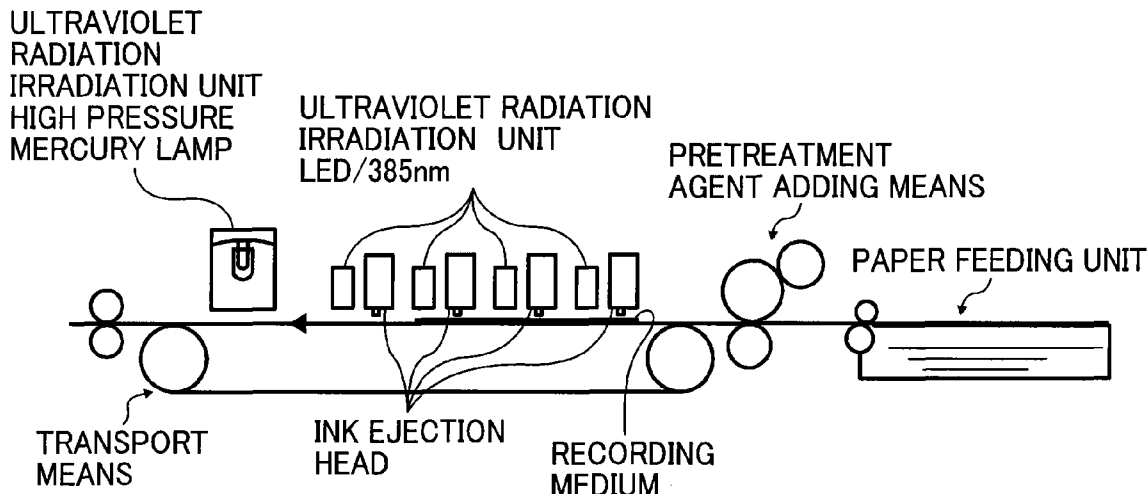 ULTRAVIOLET
RADIATION
IRRADIATION UNIT
HIGH PRESSURE
MERCURY LAMP
ULTRAVIOLET RADIATION
IRRADIATION UNIT
LED/385nm
PRETREATMENT
AGENT ADDING MEANS
PAPER FEEDING UNIT
TRANSPORT
MEANS
INK EJECTION
HEAD
RECORDING
MEDIUM